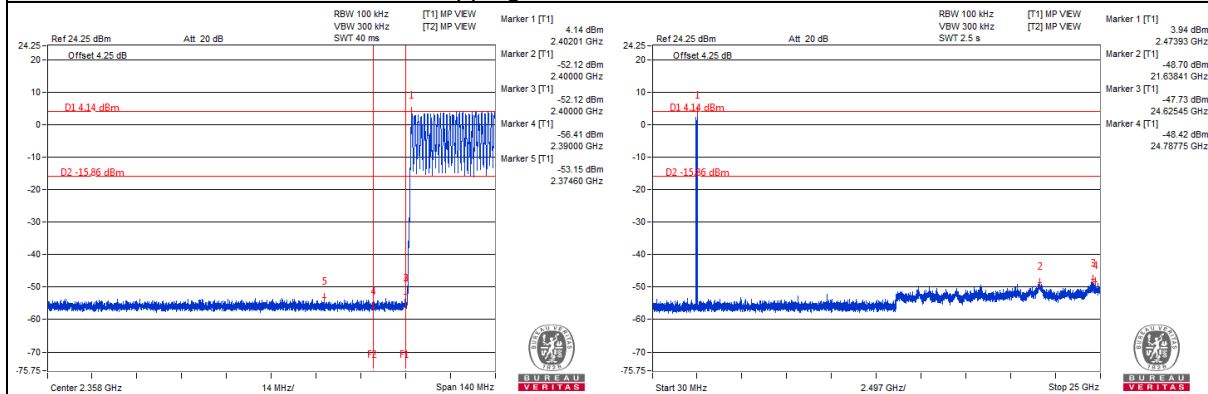 RBW 100 kHz [T1] MP VIEW
VBW 300 kHz [T2] MP VIEW
SWT 40 ms
Ref 24.25 dBm Att 20 dB
Offset 4.25 dB
24.25
20
10
0
-10
-20
-30
-40
-50
-60
-70
-75.75
D1 4.14 dBm
D2 -15.86 dBm
1
5
4
3
F2
F1
Center 2.358 GHz 14 MHz/ Span 140 MHz
Marker 1 [T1]
4.14 dBm
2.40201 GHz
Marker 2 [T1]
-52.12 dBm
2.40000 GHz
Marker 3 [T1]
-52.12 dBm
2.40000 GHz
Marker 4 [T1]
-56.41 dBm
2.39000 GHz
Marker 5 [T1]
-53.15 dBm
2.37460 GHz
BUREAU
VERITAS
RBW 100 kHz [T1] MP VIEW
VBW 300 kHz [T2] MP VIEW
SWT 2.5 s
Ref 24.25 dBm Att 20 dB
Offset 4.25 dB
24.25
20
10
0
-10
-20
-30
-40
-50
-60
-70
-75.75
D1 4.14 dBm
D2 -15.86 dBm
1
2
3
4
Start 30 MHz 2.497 GHz/ Stop 25 GHz
Marker 1 [T1]
3.94 dBm
2.47393 GHz
Marker 2 [T1]
-48.70 dBm
21.63841 GHz
Marker 3 [T1]
-47.73 dBm
24.62545 GHz
Marker 4 [T1]
-48.42 dBm
24.78775 GHz
BUREAU
VERITAS